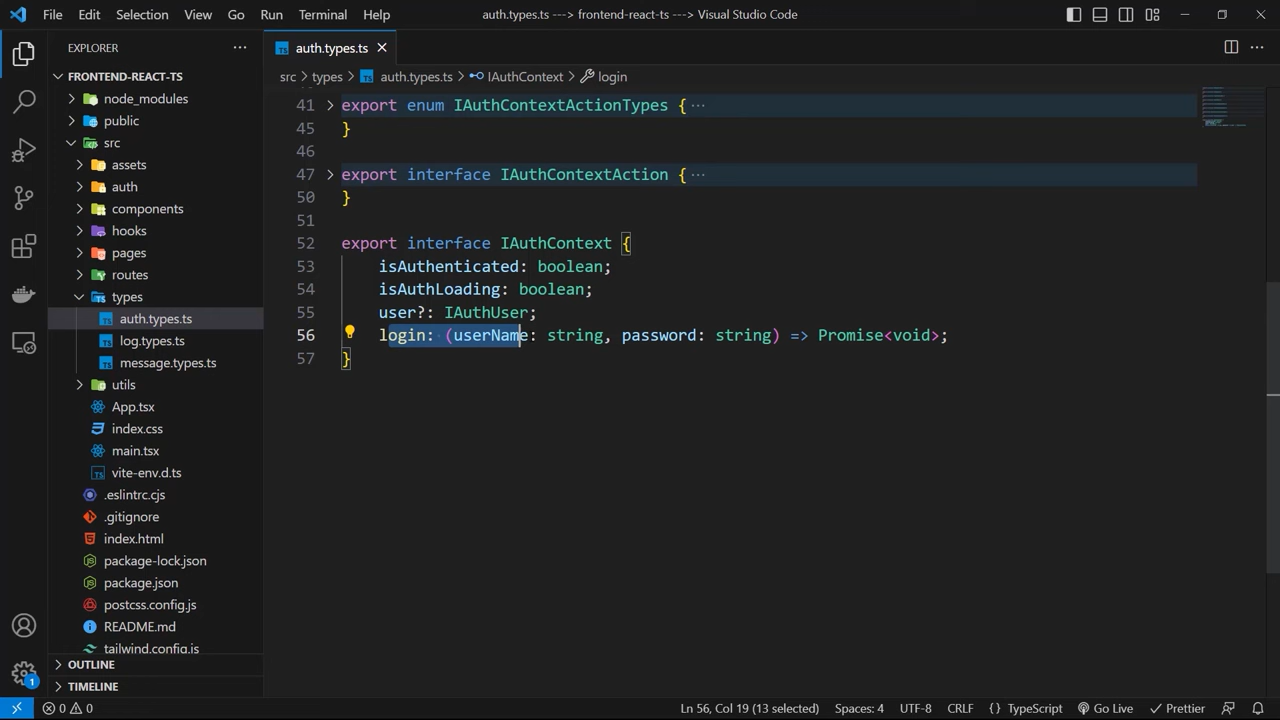 File Edit Selection View Go Run Terminal Help
auth.types.ts ---> frontend-react-ts ---> Visual Studio Code
EXPLORER
FRONTEND-REACT-TS
node_modules
public
src
assets
auth
components
hooks
pages
routes
types
auth.types.ts
log.types.ts
message.types.ts
utils
App.tsx
index.css
main.tsx
vite-env.d.ts
.eslintrc.cjs
.gitignore
index.html
package-lock.json
package.json
postcss.config.js
README.md
tailwind.config.js
OUTLINE
TIMELINE
auth.types.ts
src > types > auth.types.ts > IAuthContext > login
41 export enum IAuthContextActionTypes { ···
45 }
46
47 export interface IAuthContextAction { ···
50 }
51
52 export interface IAuthContext {
53 isAuthenticated: boolean;
54 isAuthLoading: boolean;
55 user?: IAuthUser;
56 login: (userName: string, password: string) => Promise<void>;
57 }
1
0 0 Ln 56, Col 19 (13 selected) Spaces: 4 UTF-8 CRLF {} TypeScript Go Live Prettier